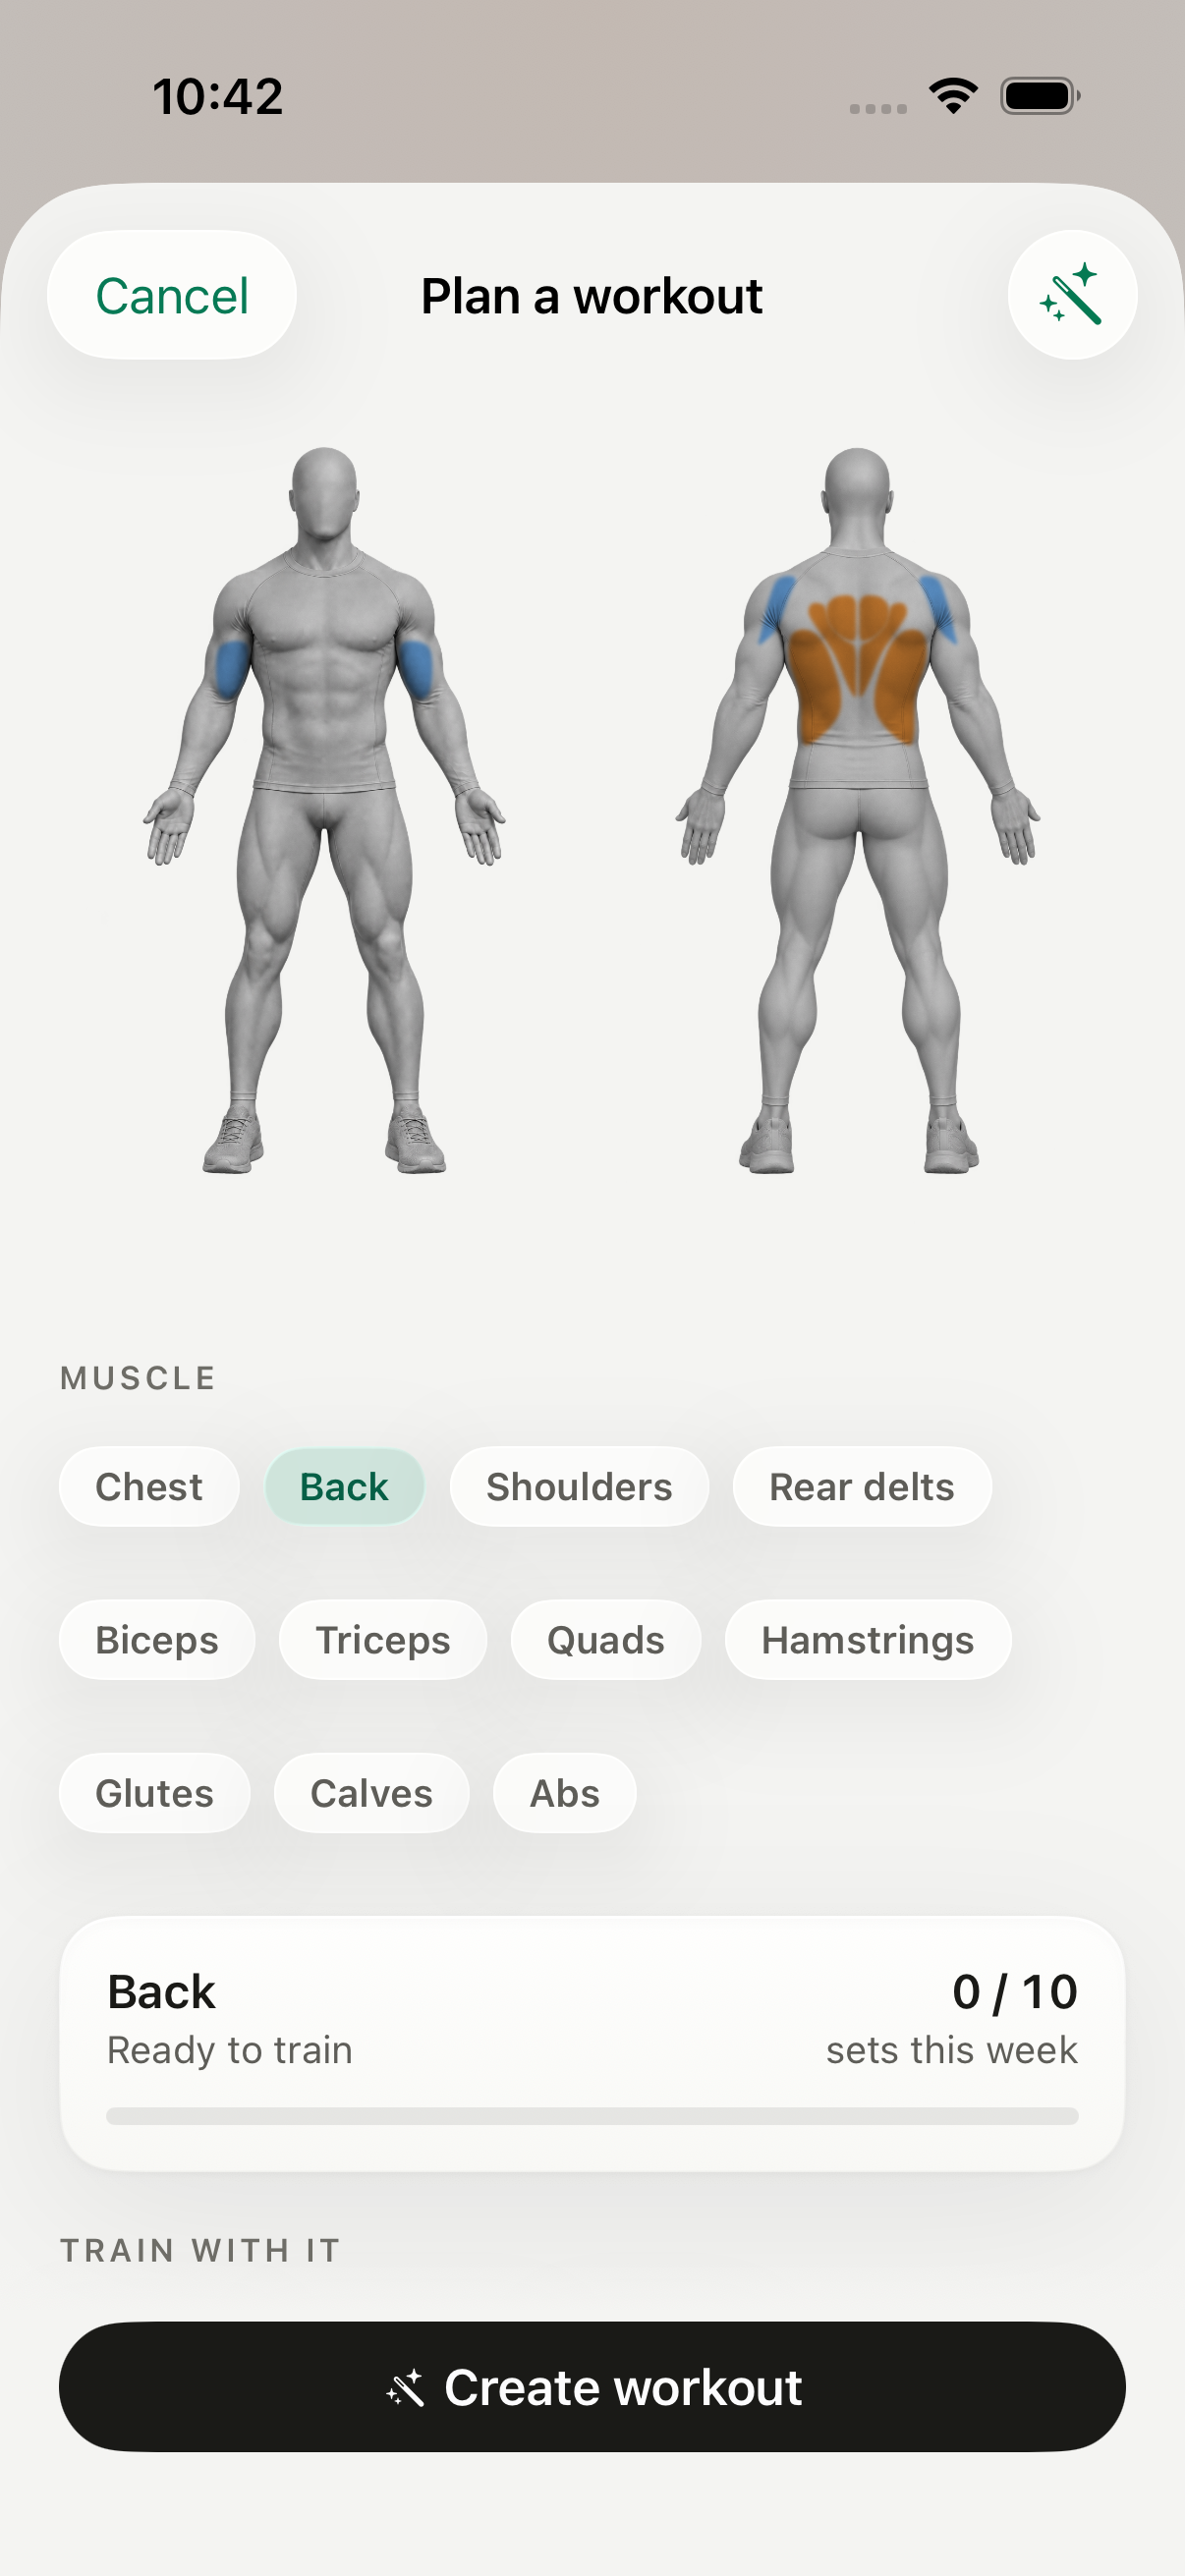 10:42
Cancel
Plan a workout
MUSCLE
Chest
Back
Shoulders
Rear delts
Biceps
Triceps
Quads
Hamstrings
Glutes
Calves
Abs
Back
0 / 10
Ready to train
sets this week
TRAIN WITH IT
Create workout